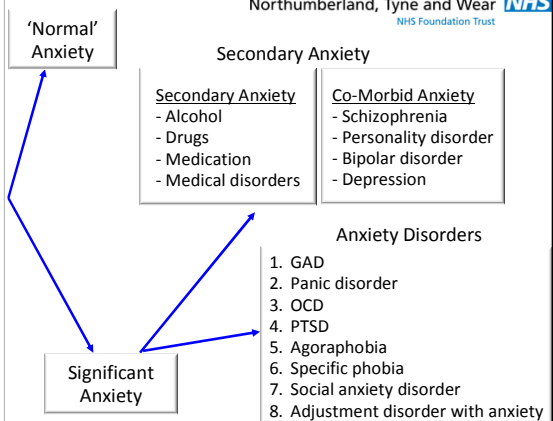 Northumberland, Tyne and Wear NHS
NHS Foundation Trust
‘Normal’
Anxiety
Secondary Anxiety
Secondary Anxiety
- Alcohol
- Drugs
- Medication
- Medical disorders
Co-Morbid Anxiety
- Schizophrenia
- Personality disorder
- Bipolar disorder
- Depression
Anxiety Disorders
1. GAD
2. Panic disorder
3. OCD
4. PTSD
5. Agoraphobia
6. Specific phobia
7. Social anxiety disorder
8. Adjustment disorder with anxiety
Significant
Anxiety